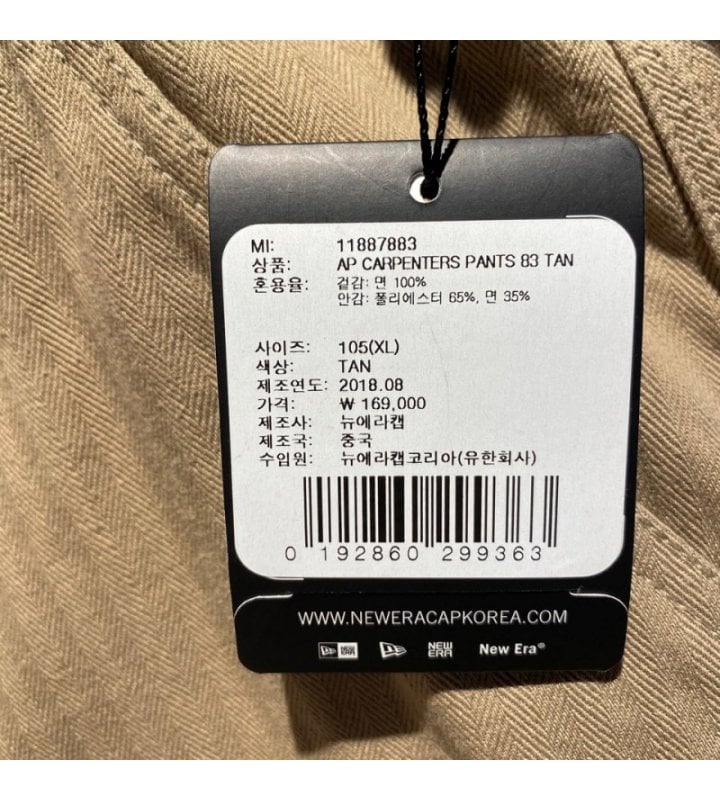 MI: 11887883
상품: AP CARPENTERS PANTS 83 TAN
혼용율: 겉감: 면 100%
안감: 폴리에스터 65%, 면 35%
사이즈: 105(XL)
색상: TAN
제조연도: 2018.08
가격: ₩ 169,000
제조사: 뉴에라캡
제조국: 중국
수입원: 뉴에라캡코리아(유한회사)
0 192860 299363
WWW.NEWERACAPKOREA.COM
NEW ERA NEW ERA New Era®